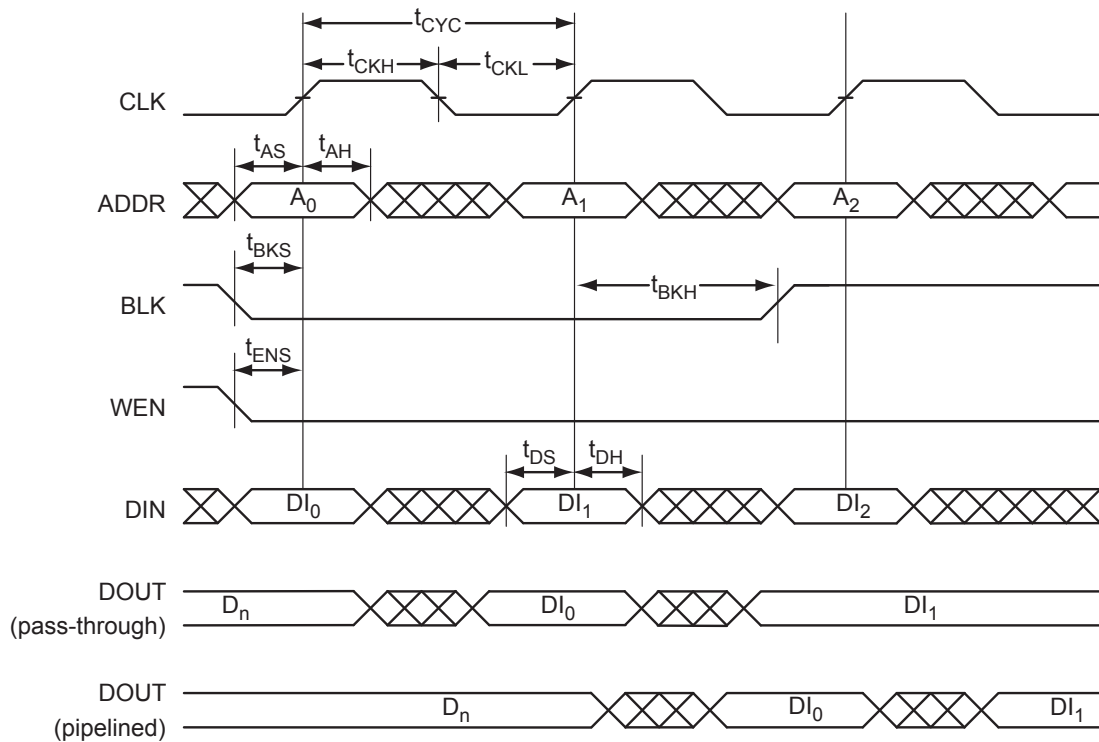 tCYC
tCKH tCKL
CLK
tAS tAH
ADDR A0 A1 A2
tBKS
tBKH
BLK
tENS
WEN
tDS tDH
DIN DI0 DI1 DI2
DOUT
(pass-through) Dn DI0 DI1
DOUT
(pipelined) Dn DI0 DI1